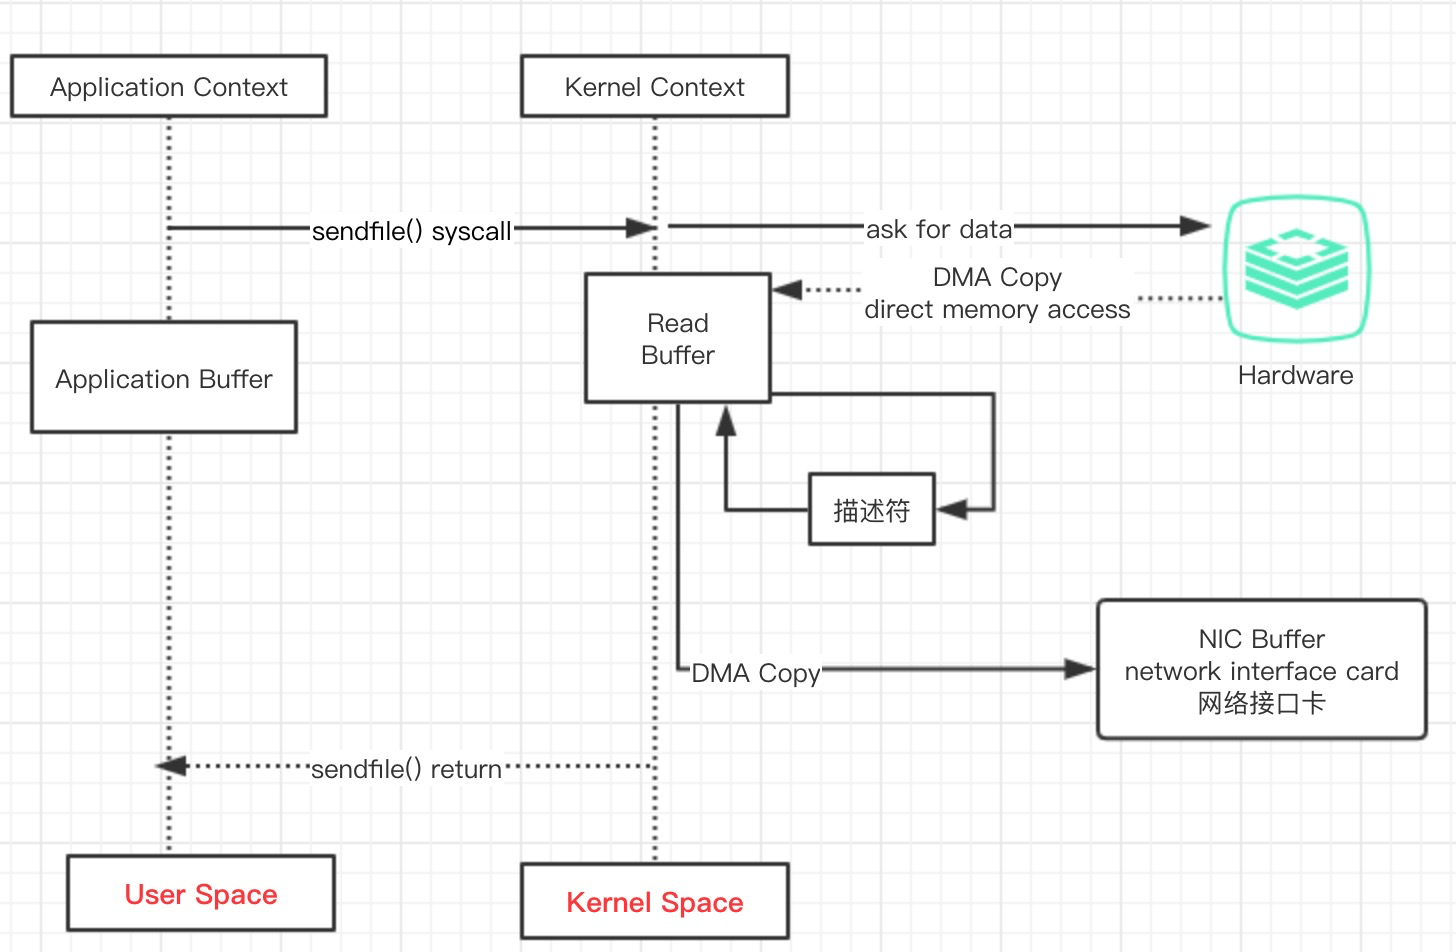 Application Context
Kernel Context
sendfile() syscall
ask for data
DMA Copy
direct memory access
Read
Buffer
Application Buffer
Hardware
描述符
NIC Buffer
network interface card
网络接口卡
DMA Copy
sendfile() return
User Space
Kernel Space